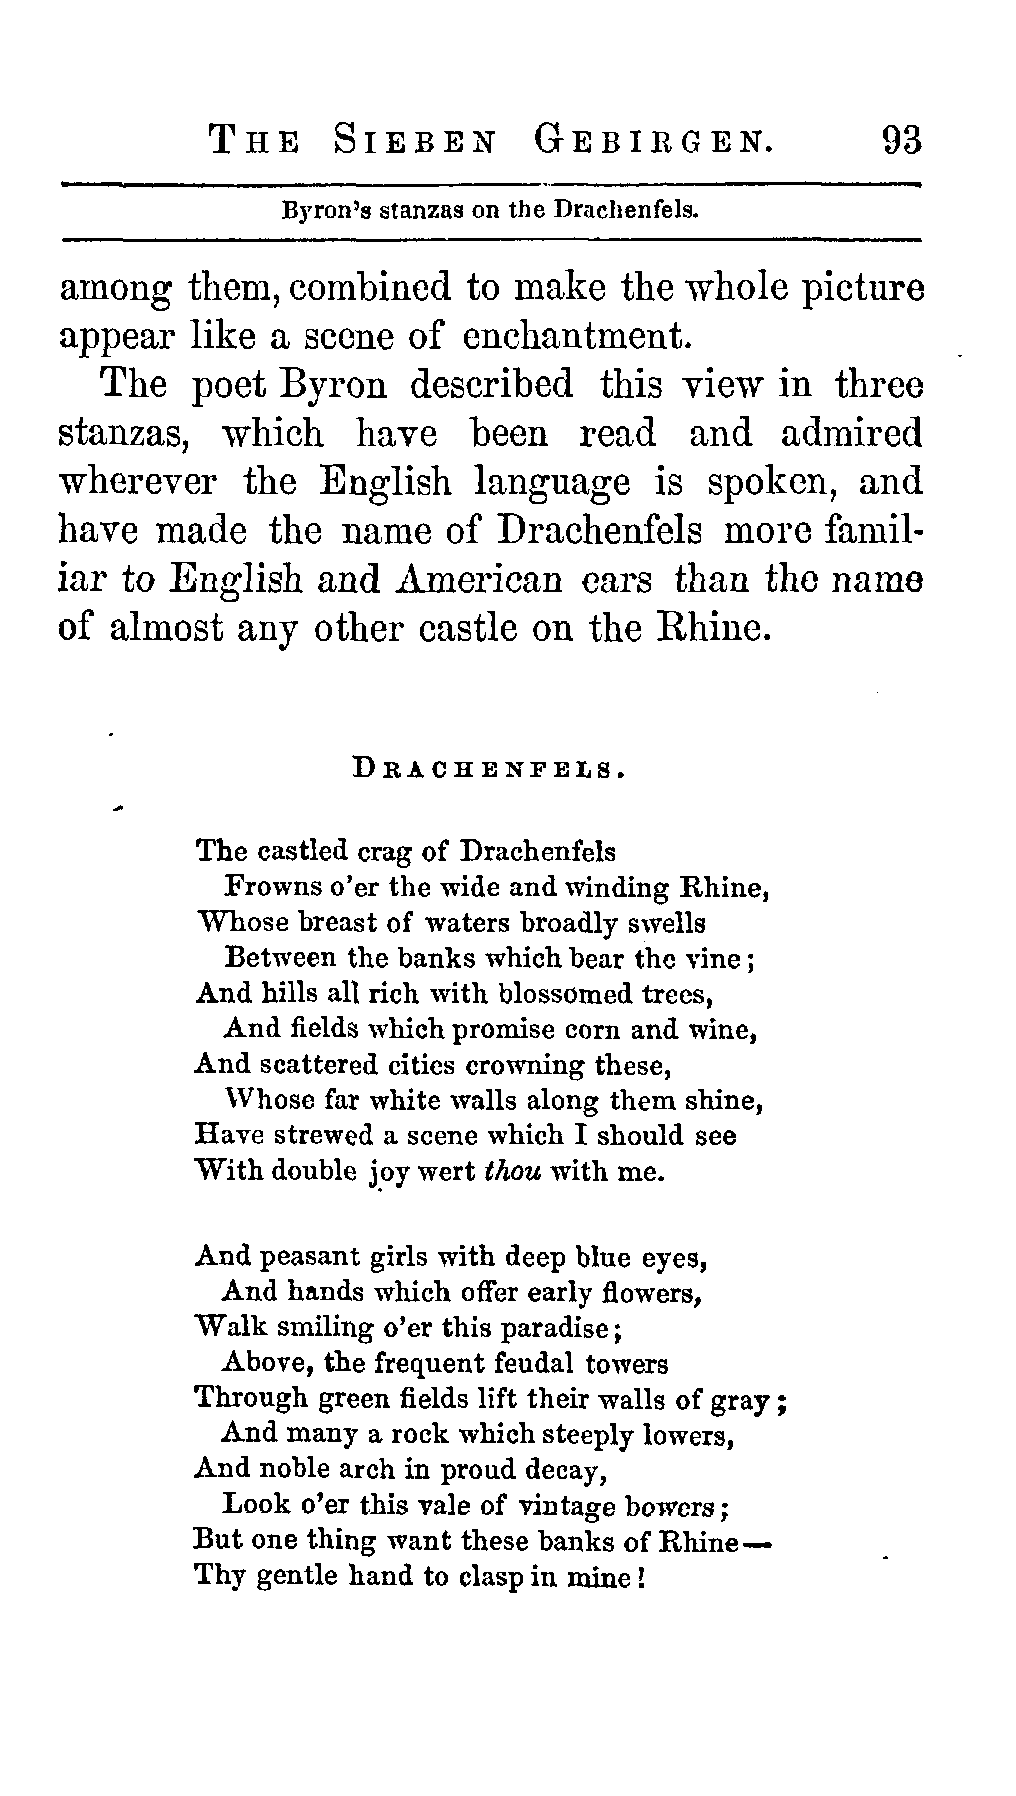 THE SIEBEN GEBIRGEN. 93
Byron's stanzas on the Drachenfels.
among them, combined to make the whole picture
appear like a scene of enchantment.
The poet Byron described this view in three
stanzas, which have been read and admired
wherever the English language is spoken, and
have made the name of Drachenfels more famil-
iar to English and American ears than the name
of almost any other castle on the Rhine.
DRACHENFELS.
The castled crag of Drachenfels
Frowns o'er the wide and winding Rhine,
Whose breast of waters broadly swells
Between the banks which bear the vine;
And hills all rich with blossomed trees,
And fields which promise corn and wine,
And scattered cities crowning these,
Whose far white walls along them shine,
Have strewed a scene which I should see
With double joy wert thou with me.
And peasant girls with deep blue eyes,
And hands which offer early flowers,
Walk smiling o'er this paradise;
Above, the frequent feudal towers
Through green fields lift their walls of gray;
And many a rock which steeply lowers,
And noble arch in proud decay,
Look o'er this vale of vintage bowers;
But one thing want these banks of Rhine—
Thy gentle hand to clasp in mine!